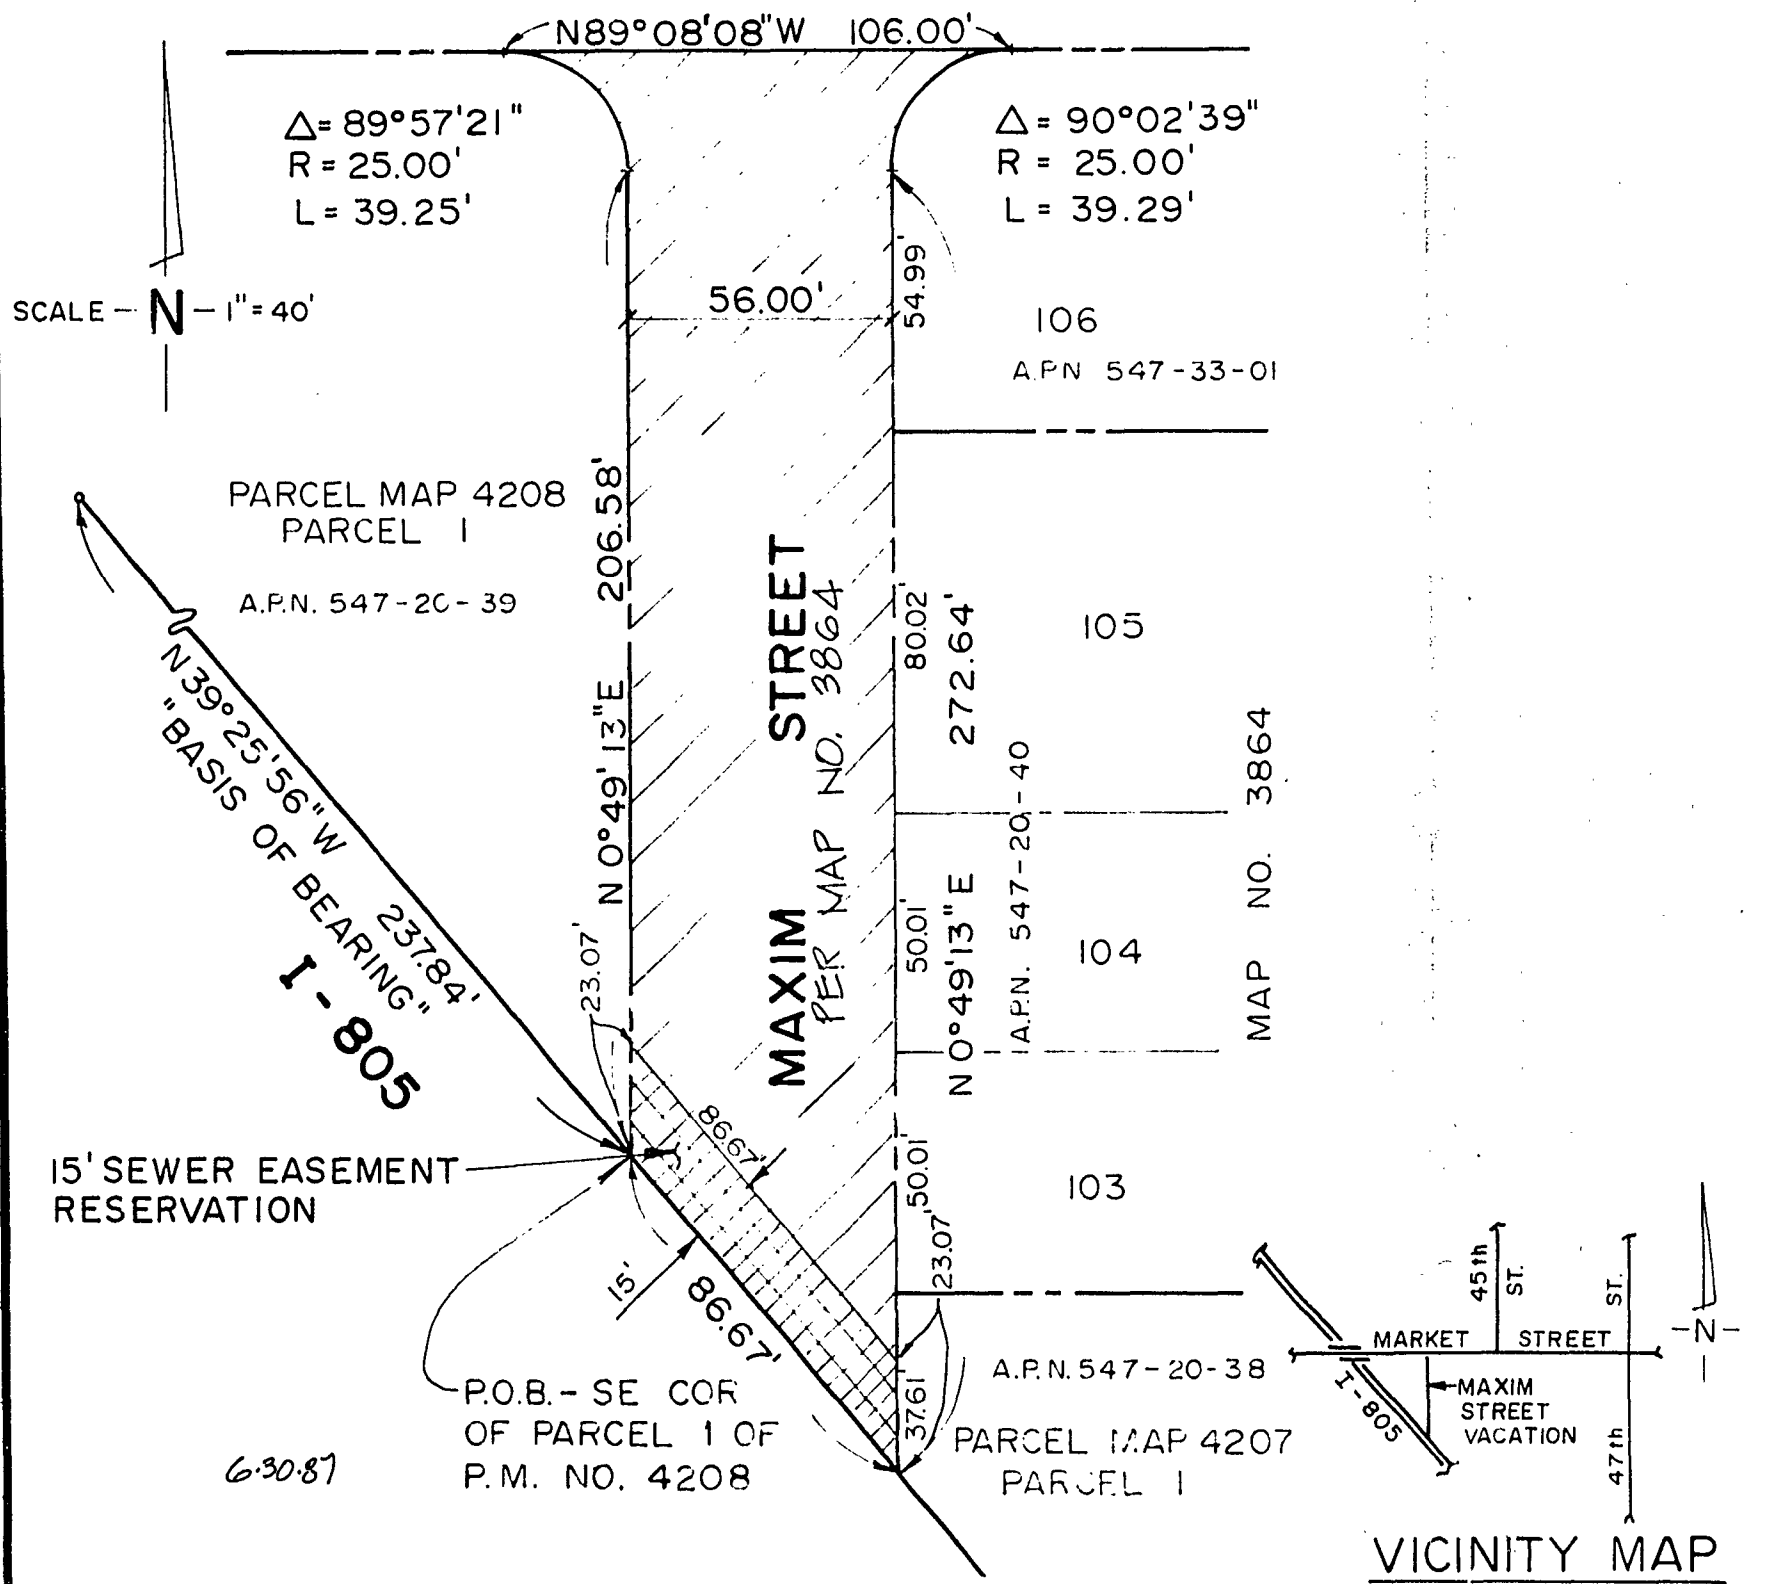 N89°08'08"W 106.00'
Δ= 89°57'21"
R = 25.00'
L = 39.25'
Δ= 90°02'39"
R = 25.00'
L = 39.29'
54.99'
56.00'
SCALE - N - 1"=40'
106
A.P.N 547-33-01
PARCEL MAP 4208
PARCEL 1
A.P.N. 547-20-39
206.58'
N 0°49'13"E
MAXIM STREET
PER MAP NO. 3864
80.02'
272.64'
105
N39°25'56"W 237.84'
"BASIS OF BEARING"
I-805
A.P.N. 547-20-40
MAP NO. 3864
50.01'
N 0°49'13"E
104
23.07'
86.67'
15' SEWER EASEMENT
RESERVATION
50.01'
103
23.07'
15'
86.67'
A.P.N. 547-20-38
37.61'
P.O.B.- SE COR
OF PARCEL 1 OF
P.M. NO. 4208
PARCEL MAP 4207
PARCEL 1
6·30·87
45th
ST.
ST.
MARKET STREET
-N-
I-805
MAXIM
STREET
VACATION
47th
VICINITY MAP